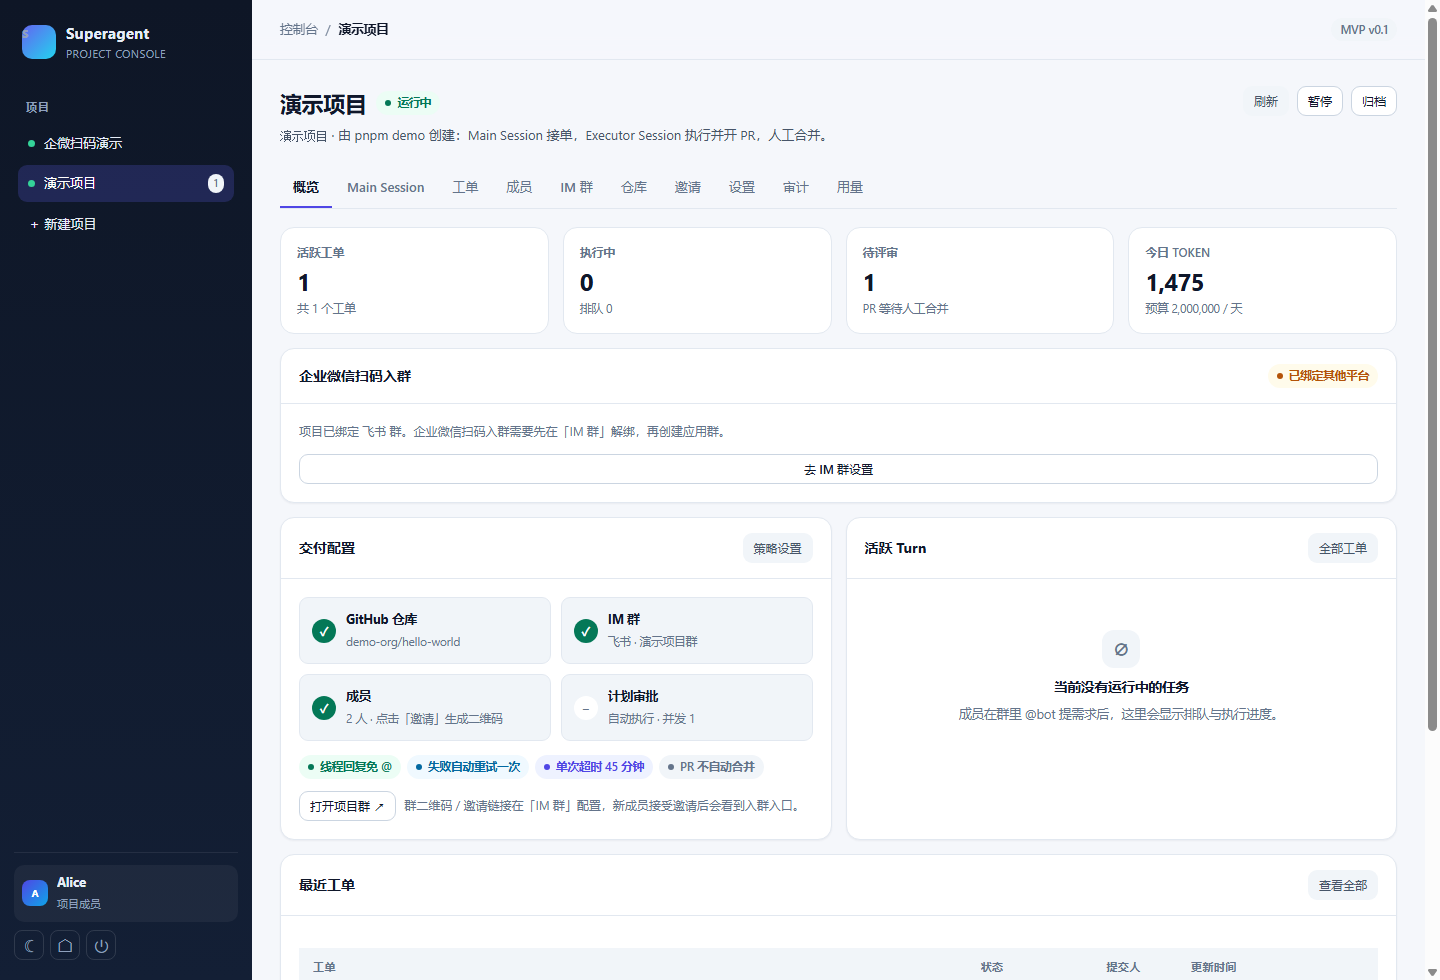 Superagent
PROJECT CONSOLE
项目
企微扫码演示
演示项目
1
+ 新建项目
Alice
项目成员
A
控制台 / 演示项目
MVP v0.1
演示项目
运行中
刷新
暂停
归档
演示项目 · 由 pnpm demo 创建：Main Session 接单，Executor Session 执行并开 PR，人工合并。
概览
Main Session
工单
成员
IM 群
仓库
邀请
设置
审计
用量
活跃工单
1
共 1 个工单
执行中
0
排队 0
待评审
1
PR 等待人工合并
今日 TOKEN
1,475
预算 2,000,000 / 天
企业微信扫码入群
已绑定其他平台
项目已绑定 飞书 群。企业微信扫码入群需要先在「IM 群」解绑，再创建应用群。
去 IM 群设置
交付配置
策略设置
GitHub 仓库
demo-org/hello-world
IM 群
飞书 · 演示项目群
成员
2 人 · 点击「邀请」生成二维码
计划审批
自动执行 · 并发 1
线程回复免 @
失败自动重试一次
单次超时 45 分钟
PR 不自动合并
打开项目群 ↗
群二维码 / 邀请链接在「IM 群」配置，新成员接受邀请后会看到入群入口。
活跃 Turn
全部工单
当前没有运行中的任务
成员在群里 @bot 提需求后，这里会显示排队与执行进度。
最近工单
查看全部
工单
状态
提交人
更新时间